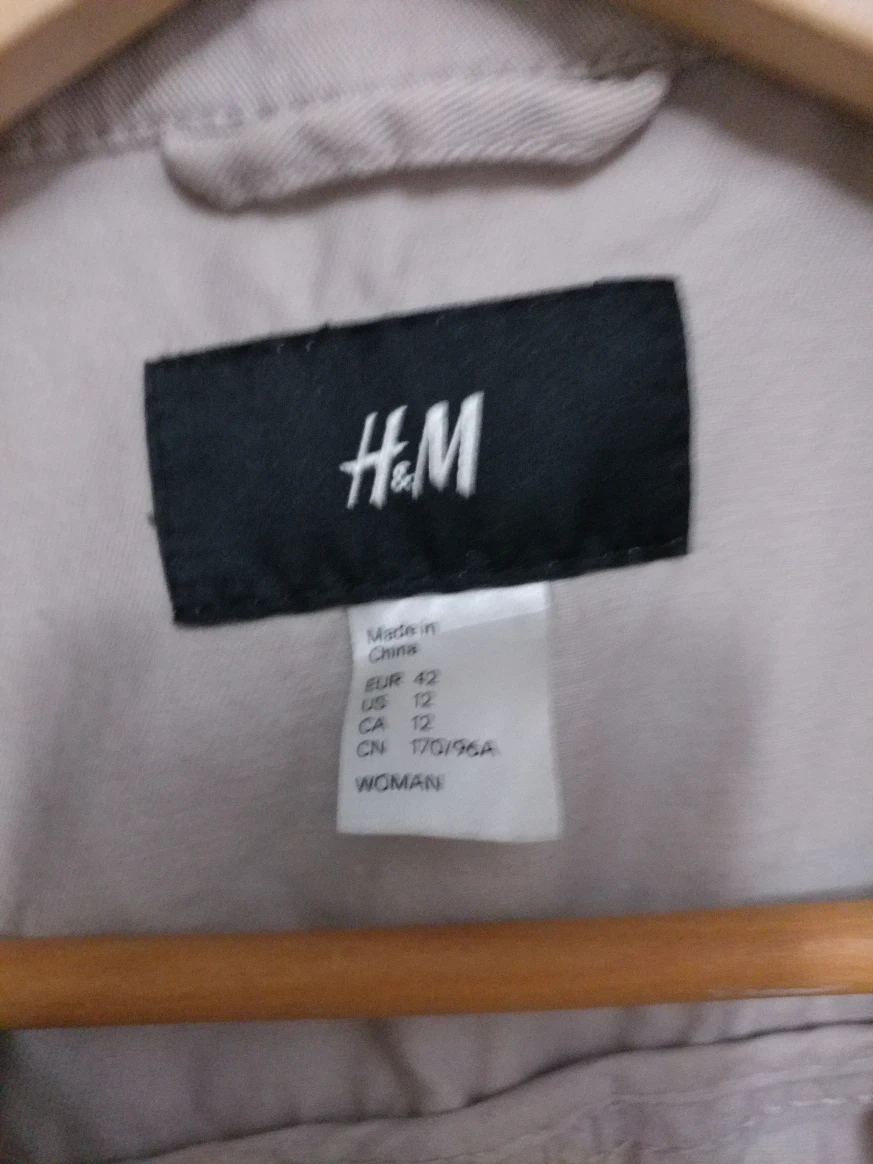 H&M
Made in
China
EUR 42
US 12
CA 12
CN 170/96A
WOMAN